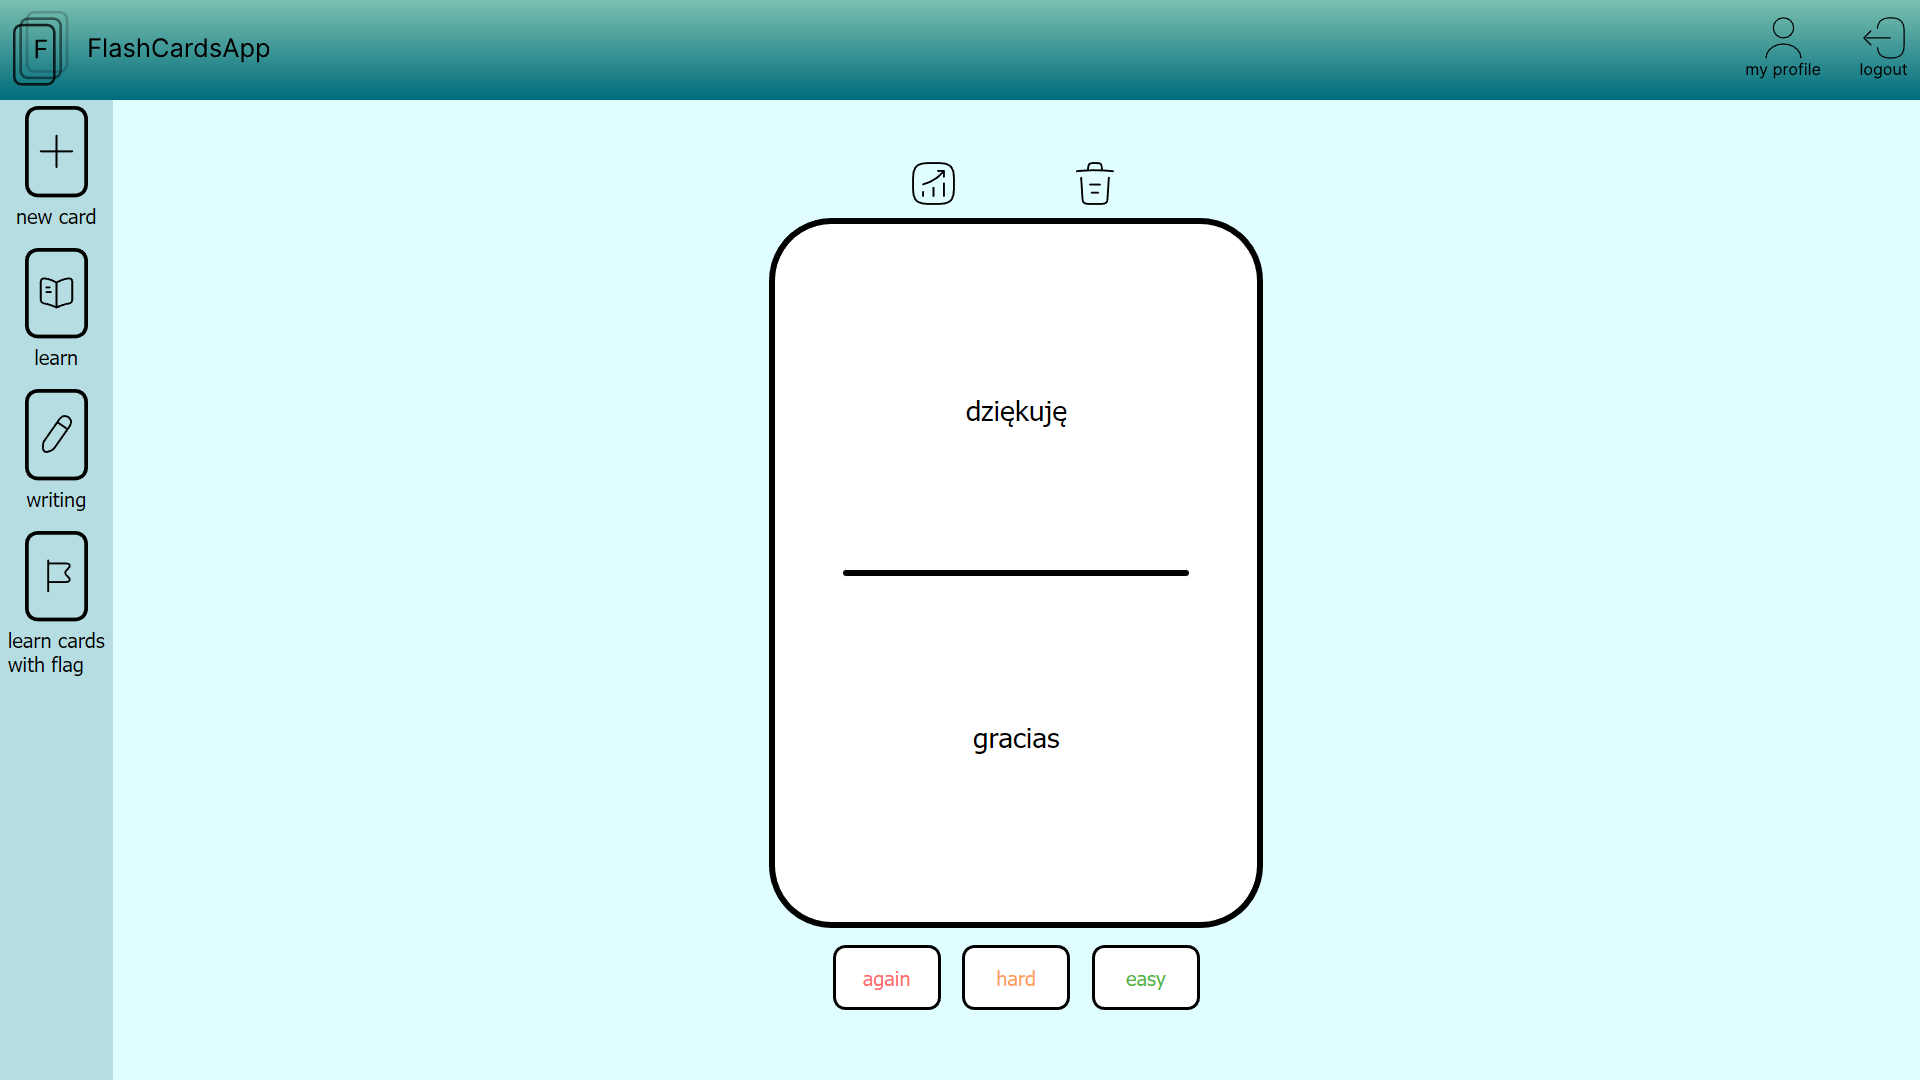 F
FlashCardsApp
my profile
logout
new card
learn
writing
learn cards
with flag
dziękuję
gracias
again
hard
easy